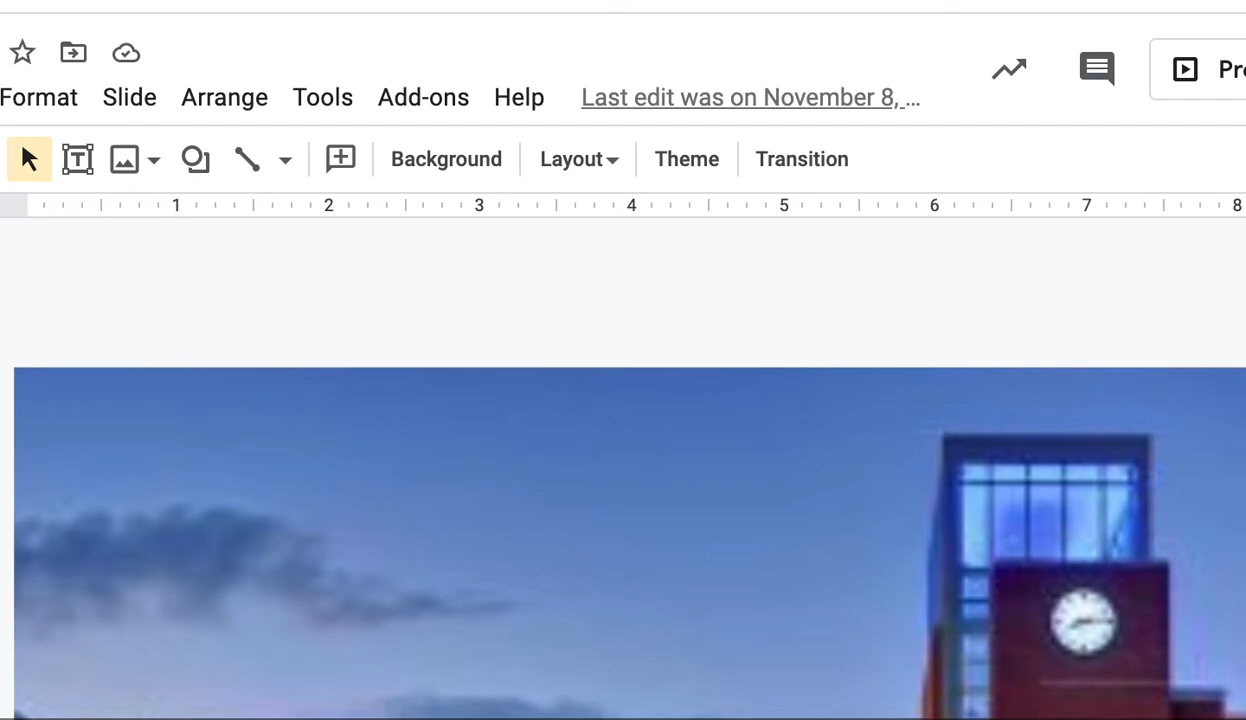 Format Slide Arrange Tools Add-ons Help Last edit was on November 8, ...
Background Layout Theme Transition
1 2 3 4 5 6 7 8